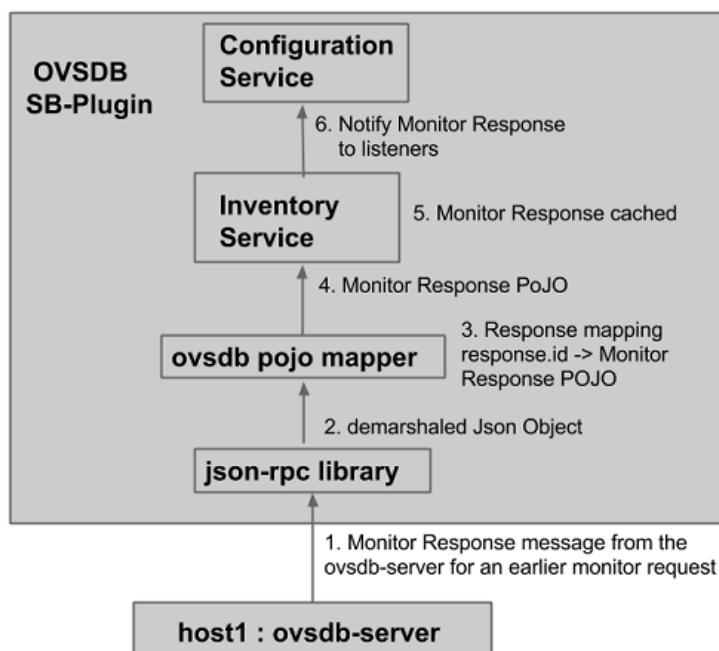 OVSDB
SB-Plugin
Configuration
Service
6. Notify Monitor Response
to listeners
Inventory
Service
5. Monitor Response cached
4. Monitor Response PoJO
ovsdb pojo mapper
3. Response mapping
response.id -> Monitor
Response POJO
2. demarshaled Json Object
json-rpc library
1. Monitor Response message from the
ovsdb-server for an earlier monitor request
host1 : ovsdb-server